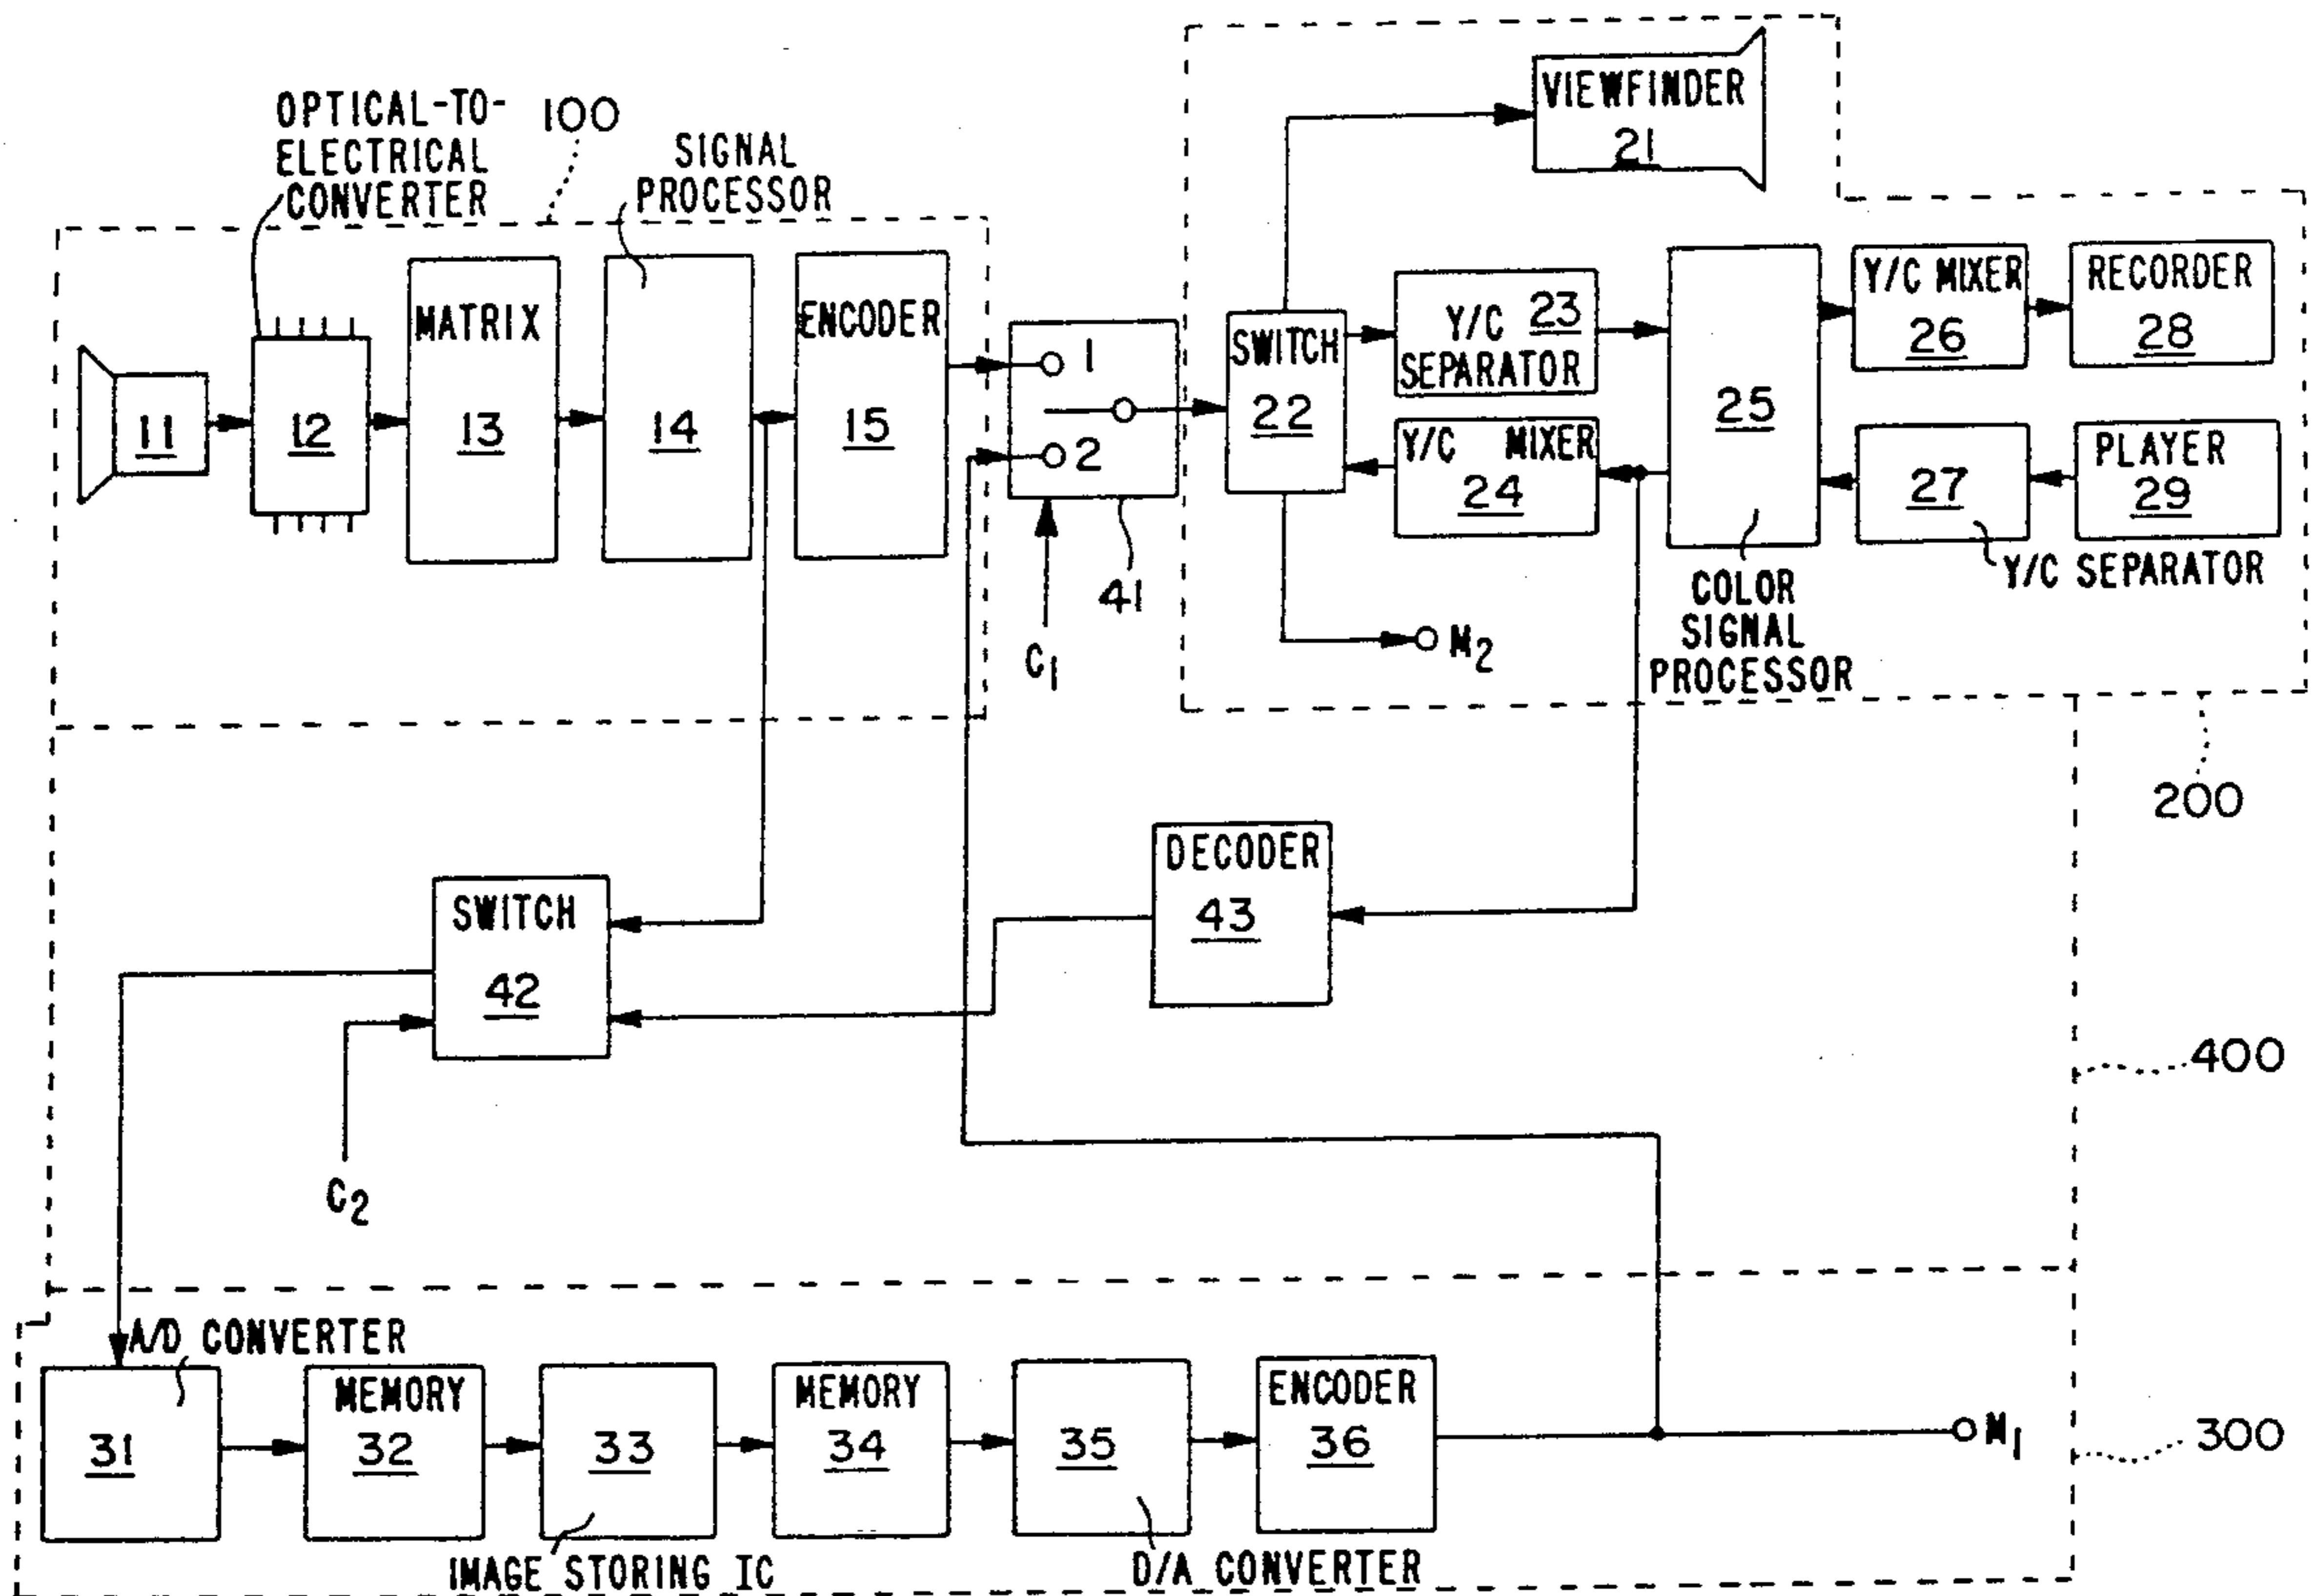 OPTICAL-TO-
ELECTRICAL
CONVERTER
100
SIGNAL
PROCESSOR
VIEWFINDER
21
11
12
MATRIX
13
14
ENCODER
15
1
2
41
C1
SWITCH
22
Y/C 23
SEPARATOR
Y/C MIXER
24
M2
25
COLOR
SIGNAL
PROCESSOR
Y/C MIXER
26
RECORDER
28
27
Y/C SEPARATOR
PLAYER
29
200
SWITCH
42
C2
DECODER
43
400
A/D CONVERTER
31
MEMORY
32
33
IMAGE STORING IC
MEMORY
34
35
D/A CONVERTER
ENCODER
36
M1
300